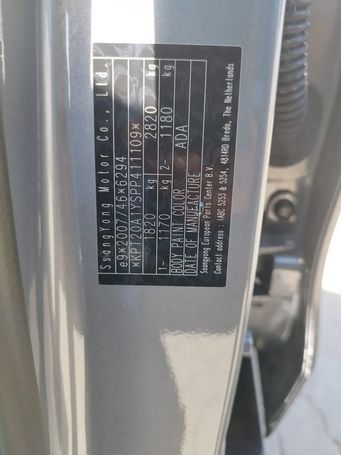 SsangYong Motor Co., Ltd.
e9*2007/46*6294
*KPT20A1YSPP411109*
1820 kg 2820 kg
1- 1170 kg 2- 1180 kg
BODY PAINT COLOR ADA
DATE OF MANUFACTURE
Ssangyong European Parts Center B.V.
Contact address : IABC 5253 & 5254, 4814RD Breda, The Netherlands